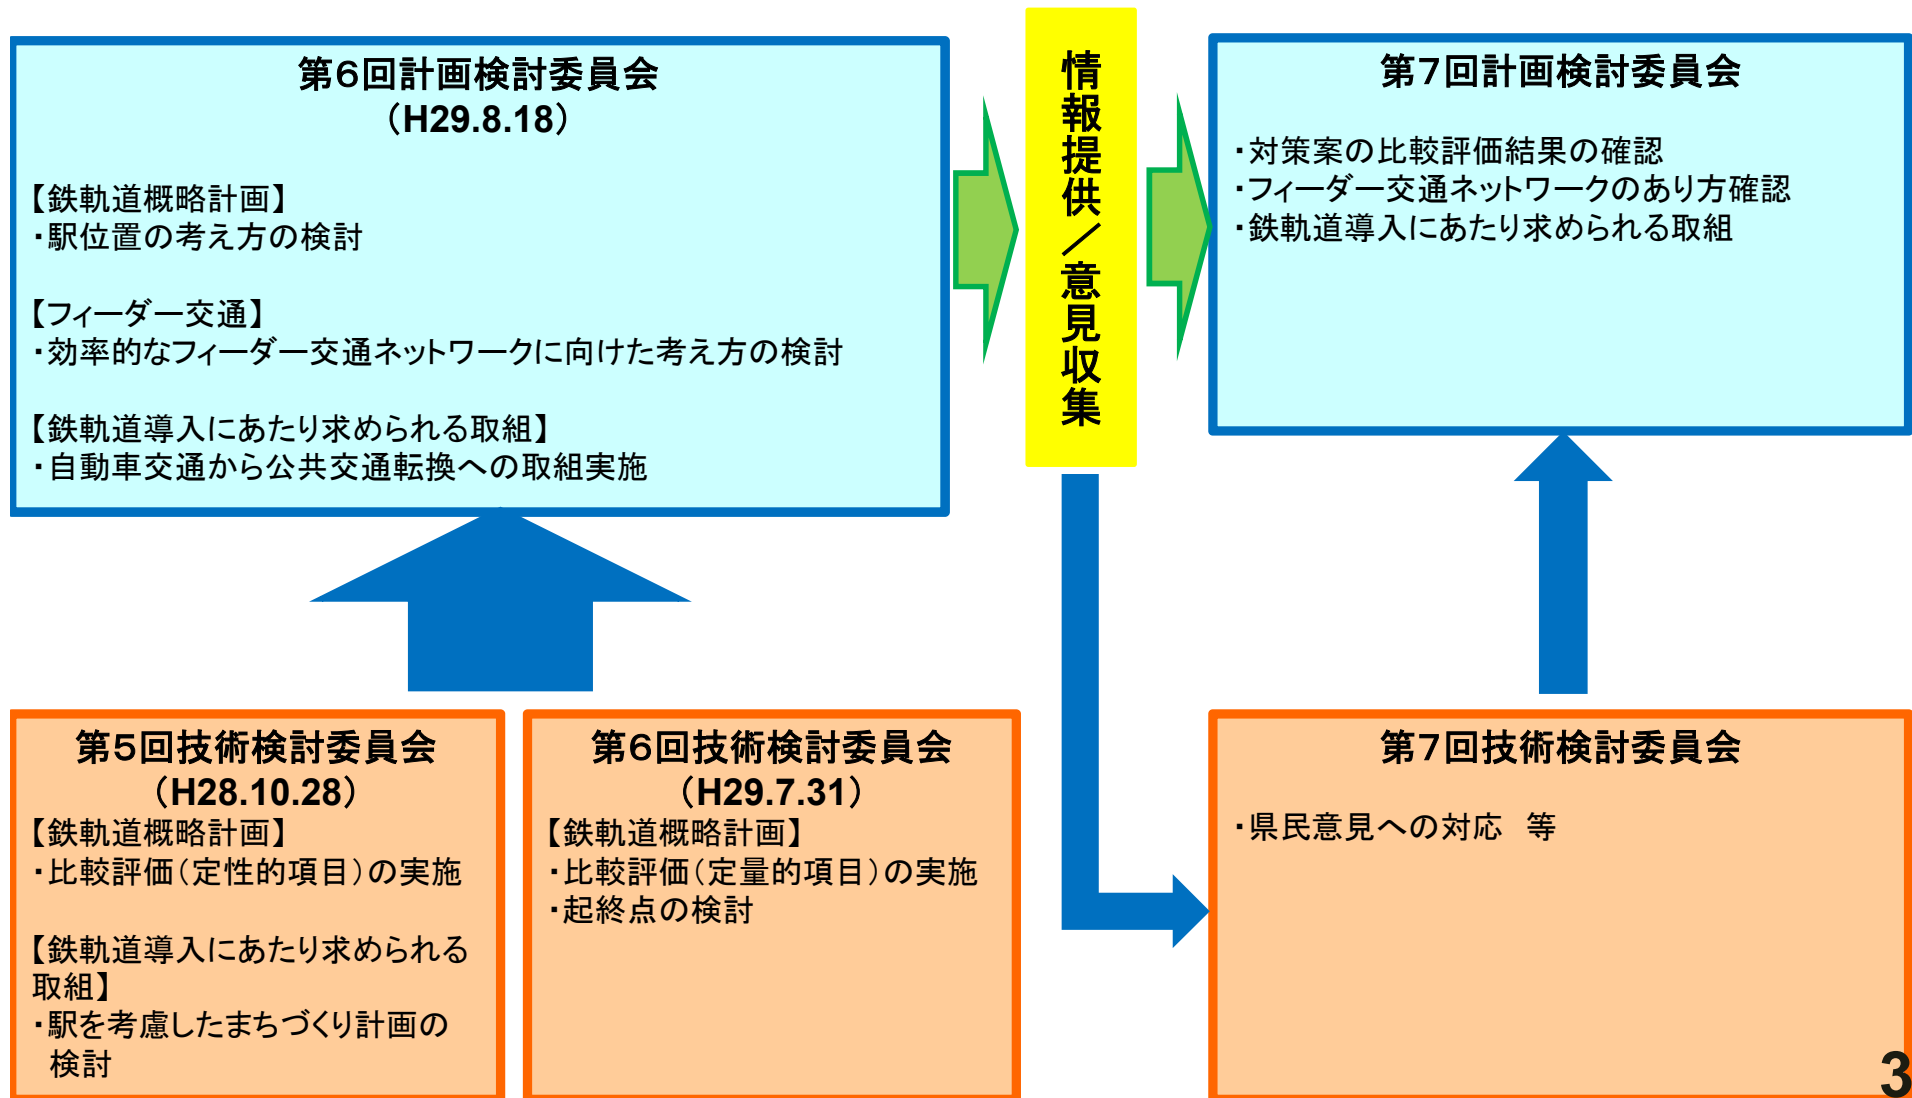 第6回計画検討委員会
（H29.8.18）
【鉄軌道概略計画】
・駅位置の考え方の検討
【フィーダー交通】
・効率的なフィーダー交通ネットワークに向けた考え方の検討
【鉄軌道導入にあたり求められる取組】
・自動車交通から公共交通転換への取組実施
情報提供／意見収集
第7回計画検討委員会
・対策案の比較評価結果の確認
・フィーダー交通ネットワークのあり方確認
・鉄軌道導入にあたり求められる取組
第5回技術検討委員会
（H28.10.28）
【鉄軌道概略計画】
・比較評価（定性的項目）の実施
【鉄軌道導入にあたり求められる
取組】
・駅を考慮したまちづくり計画の
検討
第6回技術検討委員会
（H29.7.31）
【鉄軌道概略計画】
・比較評価（定量的項目）の実施
・起終点の検討
第7回技術検討委員会
・県民意見への対応　等
3